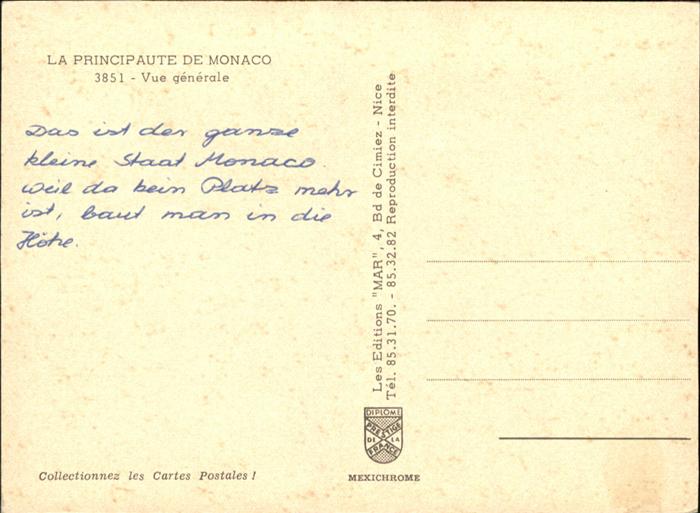 LA PRINCIPAUTE DE MONACO
3851 - Vue générale
Das ist der ganze
kleine Staat Monaco.
weil da kein Platz mehr
ist, baut man in die
Höhe.
Les Editions "MAR", 4, Bd de Cimiez - Nice
Tél. 85.31.70. - 85.32.82 Reproduction interdite
DIPLOME
PRESTIGE
DE LA
FRANCE
Collectionnez les Cartes Postales !
MEXICHROME